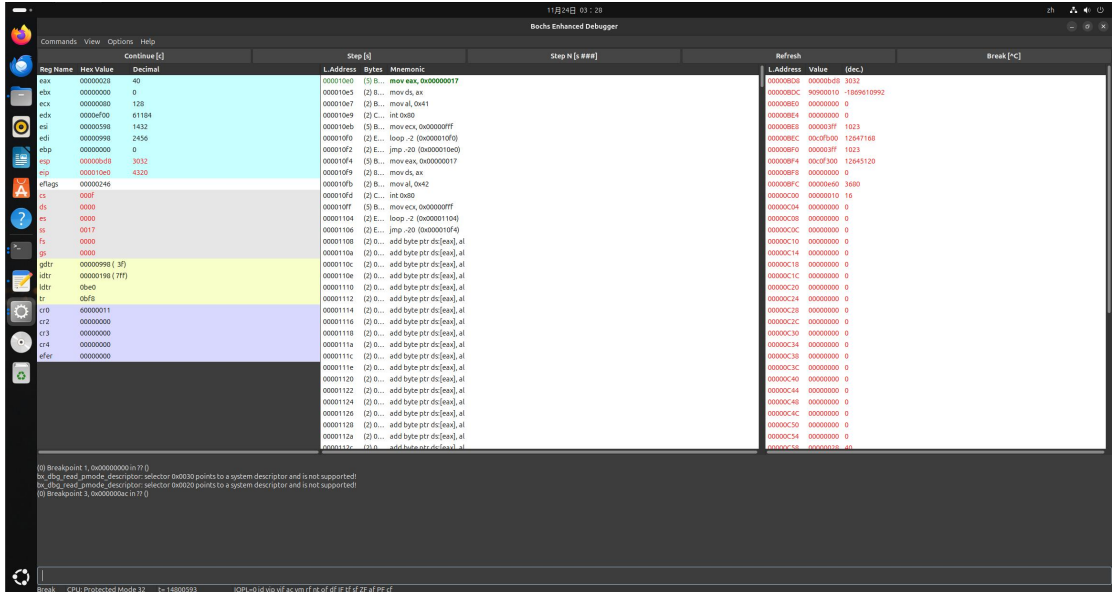 11月24日 03：28
zh
Bochs Enhanced Debugger
Commands View Options Help
Continue [c] Step [s] Step N [s ###] Refresh Break [^C]
Reg Name Hex Value Decimal
eax 00000028 40
ebx 00000000 0
ecx 00000080 128
edx 0000ef00 61184
esi 00000598 1432
edi 00000998 2456
ebp 00000000 0
esp 00000bd8 3032
eip 000010e0 4320
eflags 00000246
cs 000f
ds 0000
es 0000
ss 0017
fs 0000
gs 0000
gdtr 00000998 ( 3f)
idtr 00000198 (7ff)
ldtr 0be0
tr 0bf8
cr0 60000011
cr2 00000000
cr3 00000000
cr4 00000000
efer 00000000
L.Address Bytes Mnemonic
000010e0 (5) B... mov eax, 0x00000017
000010e5 (2) 8... mov ds, ax
000010e7 (2) B... mov al, 0x41
000010e9 (2) C... int 0x80
000010eb (5) B... mov ecx, 0x00000fff
000010f0 (2) E... loop .-2 (0x000010f0)
000010f2 (2) E... jmp .-20 (0x000010e0)
000010f4 (5) B... mov eax, 0x00000017
000010f9 (2) 8... mov ds, ax
000010fb (2) B... mov al, 0x42
000010fd (2) C... int 0x80
000010ff (5) B... mov ecx, 0x00000fff
00001104 (2) E... loop .-2 (0x00001104)
00001106 (2) E... jmp .-20 (0x000010f4)
00001108 (2) 0... add byte ptr ds:[eax], al
0000110a (2) 0... add byte ptr ds:[eax], al
0000110c (2) 0... add byte ptr ds:[eax], al
0000110e (2) 0... add byte ptr ds:[eax], al
00001110 (2) 0... add byte ptr ds:[eax], al
00001112 (2) 0... add byte ptr ds:[eax], al
00001114 (2) 0... add byte ptr ds:[eax], al
00001116 (2) 0... add byte ptr ds:[eax], al
00001118 (2) 0... add byte ptr ds:[eax], al
0000111a (2) 0... add byte ptr ds:[eax], al
0000111c (2) 0... add byte ptr ds:[eax], al
0000111e (2) 0... add byte ptr ds:[eax], al
00001120 (2) 0... add byte ptr ds:[eax], al
00001122 (2) 0... add byte ptr ds:[eax], al
00001124 (2) 0... add byte ptr ds:[eax], al
00001126 (2) 0... add byte ptr ds:[eax], al
00001128 (2) 0... add byte ptr ds:[eax], al
0000112a (2) 0... add byte ptr ds:[eax], al
0000112c (2) 0... add byte ptr ds:[eax], al
L.Address Value (dec.)
00000BD8 00000bd8 3032
00000BDC 90900010 -1869610992
00000BE0 00000000 0
00000BE4 00000000 0
00000BE8 000003ff 1023
00000BEC 00c0fb00 12647168
00000BF0 000003ff 1023
00000BF4 00c0f300 12645120
00000BF8 00000000 0
00000BFC 00000e60 3680
00000C00 00000010 16
00000C04 00000000 0
00000C08 00000000 0
00000C0C 00000000 0
00000C10 00000000 0
00000C14 00000000 0
00000C18 00000000 0
00000C1C 00000000 0
00000C20 00000000 0
00000C24 00000000 0
00000C28 00000000 0
00000C2C 00000000 0
00000C30 00000000 0
00000C34 00000000 0
00000C38 00000000 0
00000C3C 00000000 0
00000C40 00000000 0
00000C44 00000000 0
00000C48 00000000 0
00000C4C 00000000 0
00000C50 00000000 0
00000C54 00000000 0
00000C58 00000028 40
(0) Breakpoint 1, 0x00000000 in ?? ()
bx_dbg_read_pmode_descriptor: selector 0x0030 points to a system descriptor and is not supported!
bx_dbg_read_pmode_descriptor: selector 0x0020 points to a system descriptor and is not supported!
(0) Breakpoint 3, 0x000000ac in ?? ()
Break CPU: Protected Mode 32 t= 14800593 IOPL=0 id vip vif ac vm rf nt of df IF tf sf ZF af PF cf